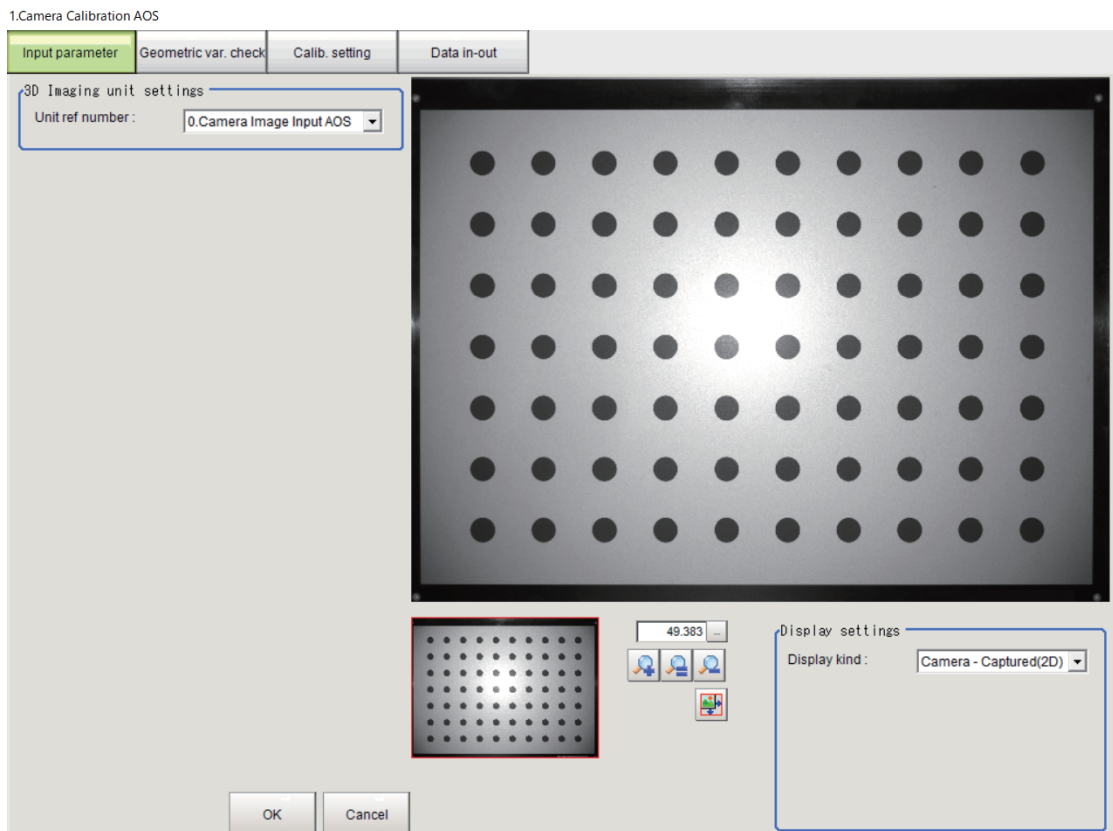 1.Camera Calibration AOS
Input parameter Geometric var. check Calib. setting Data in-out
3D Imaging unit settings
Unit ref number : 0.Camera Image Input AOS
49.383 ...
Display settings
Display kind : Camera - Captured(2D)
OK Cancel